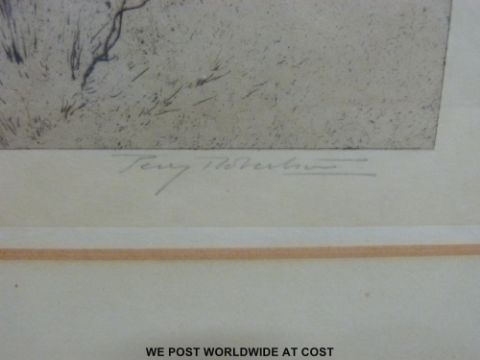 Percy Robertson
WE POST WORLDWIDE AT COST